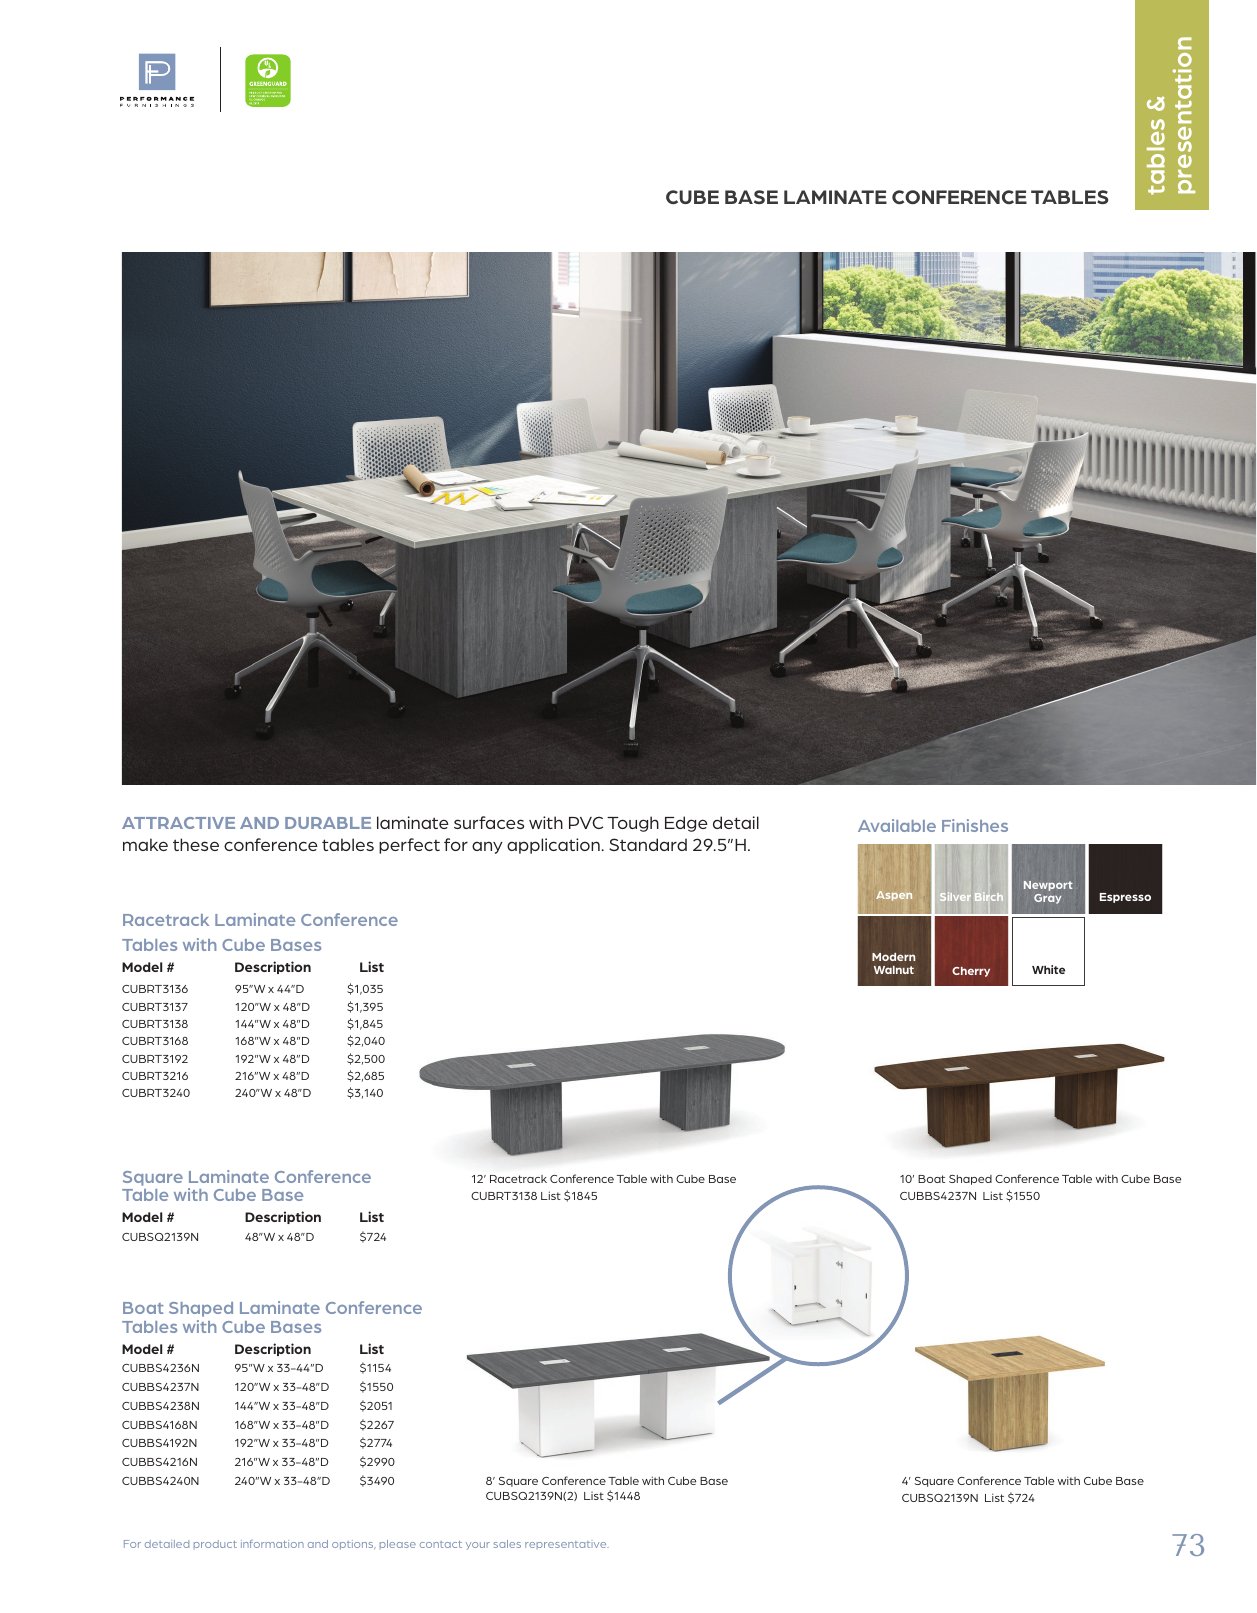 PERFORMANCE
FURNISHINGS
GREENGUARD
tables &
presentation
CUBE BASE LAMINATE CONFERENCE TABLES
ATTRACTIVE AND DURABLE laminate surfaces with PVC Tough Edge detail
make these conference tables perfect for any application. Standard 29.5”H.
Available Finishes
Aspen
Silver Birch
Newport
Gray
Espresso
Modern
Walnut
Cherry
White
Racetrack Laminate Conference
Tables with Cube Bases
Model # Description List
CUBRT3136 95”W x 44”D $1,035
CUBRT3137 120”W x 48”D $1,395
CUBRT3138 144”W x 48”D $1,845
CUBRT3168 168”W x 48”D $2,040
CUBRT3192 192”W x 48”D $2,500
CUBRT3216 216”W x 48”D $2,685
CUBRT3240 240”W x 48”D $3,140
12’ Racetrack Conference Table with Cube Base
CUBRT3138 List $1845
10’ Boat Shaped Conference Table with Cube Base
CUBBS4237N List $1550
Square Laminate Conference
Table with Cube Base
Model # Description List
CUBSQ2139N 48”W x 48”D $724
Boat Shaped Laminate Conference
Tables with Cube Bases
Model # Description List
CUBBS4236N 95”W x 33-44”D $1154
CUBBS4237N 120”W x 33-48”D $1550
CUBBS4238N 144”W x 33-48”D $2051
CUBBS4168N 168”W x 33-48”D $2267
CUBBS4192N 192”W x 33-48”D $2774
CUBBS4216N 216”W x 33-48”D $2990
CUBBS4240N 240”W x 33-48”D $3490
8’ Square Conference Table with Cube Base
CUBSQ2139N(2) List $1448
4’ Square Conference Table with Cube Base
CUBSQ2139N List $724
For detailed product information and options, please contact your sales representative.
73